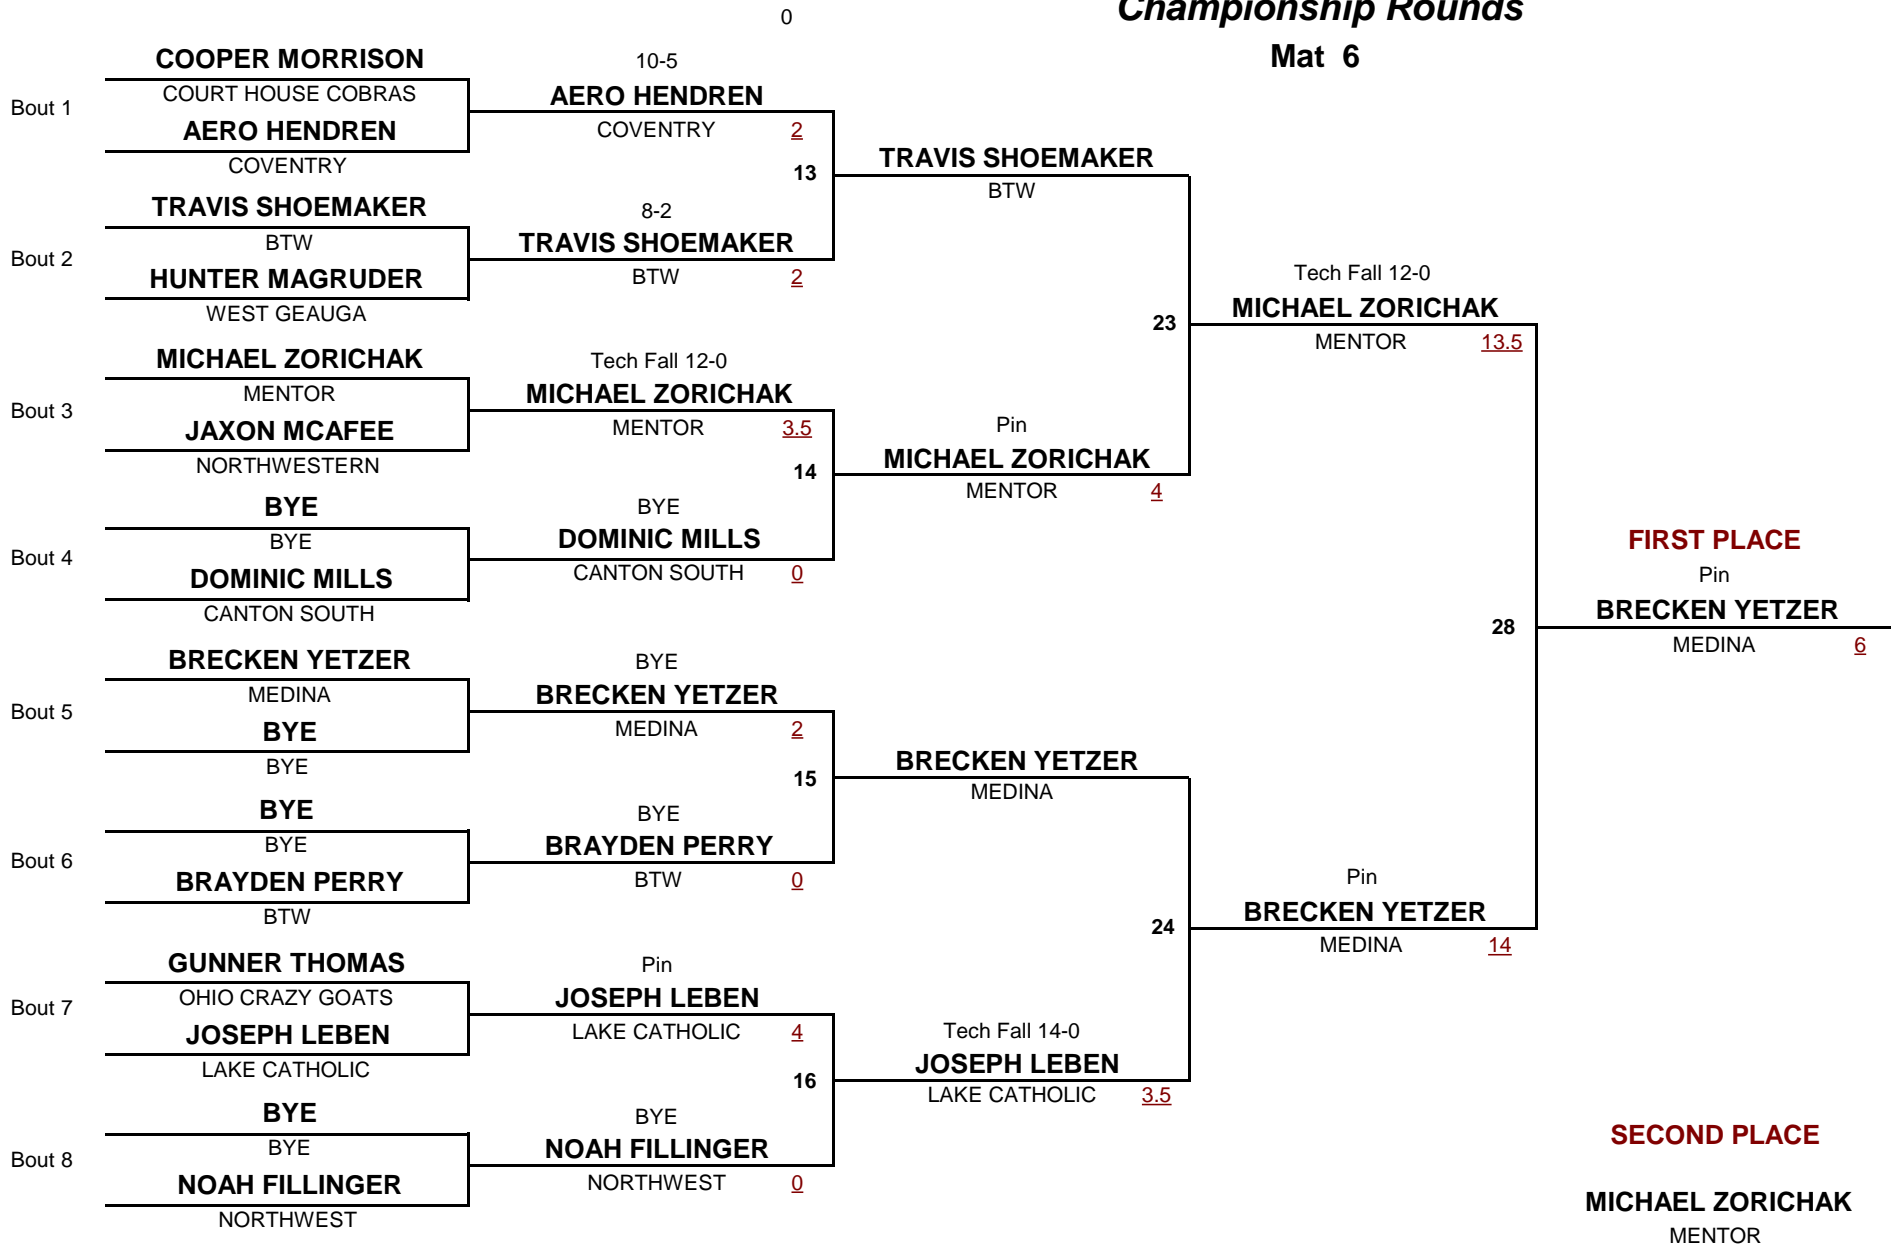 0
Championship Rounds
Mat 6
COOPER MORRISON
COURT HOUSE COBRAS
Bout 1
AERO HENDREN
COVENTRY
TRAVIS SHOEMAKER
BTW
Bout 2
HUNTER MAGRUDER
WEST GEAUGA
MICHAEL ZORICHAK
MENTOR
Bout 3
JAXON MCAFEE
NORTHWESTERN
BYE
BYE
Bout 4
DOMINIC MILLS
CANTON SOUTH
BRECKEN YETZER
MEDINA
Bout 5
BYE
BYE
BYE
BYE
Bout 6
BRAYDEN PERRY
BTW
GUNNER THOMAS
OHIO CRAZY GOATS
Bout 7
JOSEPH LEBEN
LAKE CATHOLIC
BYE
BYE
Bout 8
NOAH FILLINGER
NORTHWEST
10-5
AERO HENDREN
COVENTRY 2
13
8-2
TRAVIS SHOEMAKER
BTW 2
Tech Fall 12-0
MICHAEL ZORICHAK
MENTOR 3.5
14
BYE
DOMINIC MILLS
CANTON SOUTH 0
BYE
BRECKEN YETZER
MEDINA 2
15
BYE
BRAYDEN PERRY
BTW 0
Pin
JOSEPH LEBEN
LAKE CATHOLIC 4
16
BYE
NOAH FILLINGER
NORTHWEST 0
TRAVIS SHOEMAKER
BTW
23
Pin
MICHAEL ZORICHAK
MENTOR 4
BRECKEN YETZER
MEDINA
24
Tech Fall 14-0
JOSEPH LEBEN
LAKE CATHOLIC 3.5
Tech Fall 12-0
MICHAEL ZORICHAK
MENTOR 13.5
28
Pin
BRECKEN YETZER
MEDINA 14
FIRST PLACE
Pin
BRECKEN YETZER
MEDINA 6
SECOND PLACE
MICHAEL ZORICHAK
MENTOR